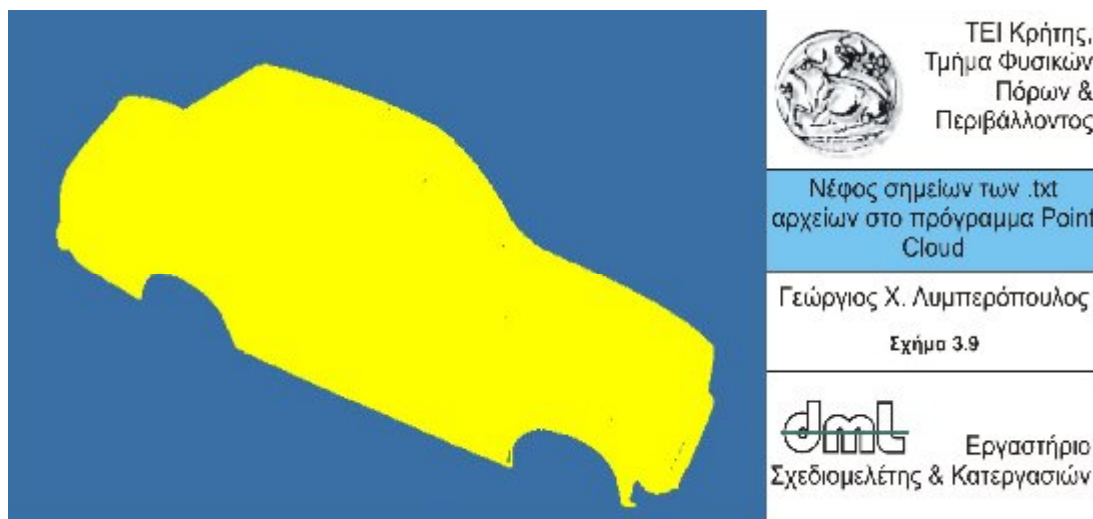 ΤΕΙ Κρήτης,
Τμήμα Φυσικών
Πόρων &
Περιβάλλοντος
Νέφος σημείων των .txt
αρχείων στο πρόγραμμα Point
Cloud
Γεώργιος Χ. Λυμπερόπουλος
Σχήμα 3.9
dml
Εργαστήριο
Σχεδιομελέτης & Κατεργασιών